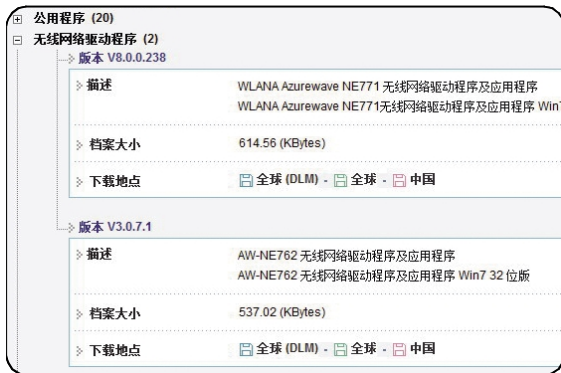 公用程序 (20)
无线网络驱动程序 (2)
版本 V8.0.0.238
描述 WLANA Azurewave NE771 无线网络驱动程序及应用程序
WLANA Azurewave NE771无线网络驱动程序及应用程序 Win7
档案大小 614.56 (KBytes)
下载地点 全球 (DLM) - 全球 - 中国
版本 V3.0.7.1
描述 AW-NE762 无线网络驱动程序及应用程序
AW-NE762 无线网络驱动程序及应用程序 Win7 32 位版
档案大小 537.02 (KBytes)
下载地点 全球 (DLM) - 全球 - 中国